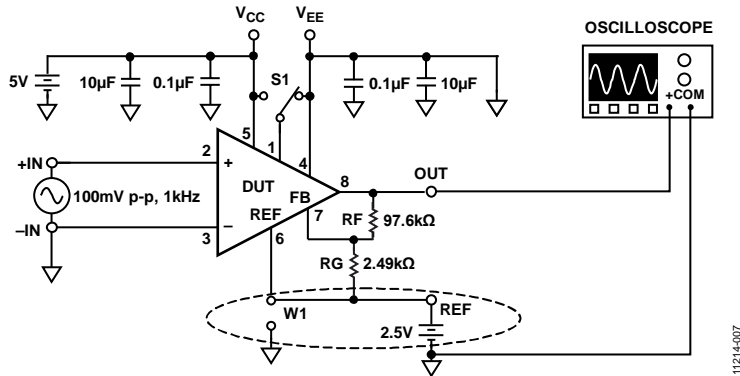 VCC
VEE
OSCILLOSCOPE
5V
10µF
0.1µF
S1
0.1µF
10µF
+COM
5
1
4
+IN
2
+
DUT
FB
8
OUT
100mV p-p, 1kHz
REF
7
RF
97.6kΩ
–IN
3
–
6
RG
2.49kΩ
W1
REF
2.5V
11214-007